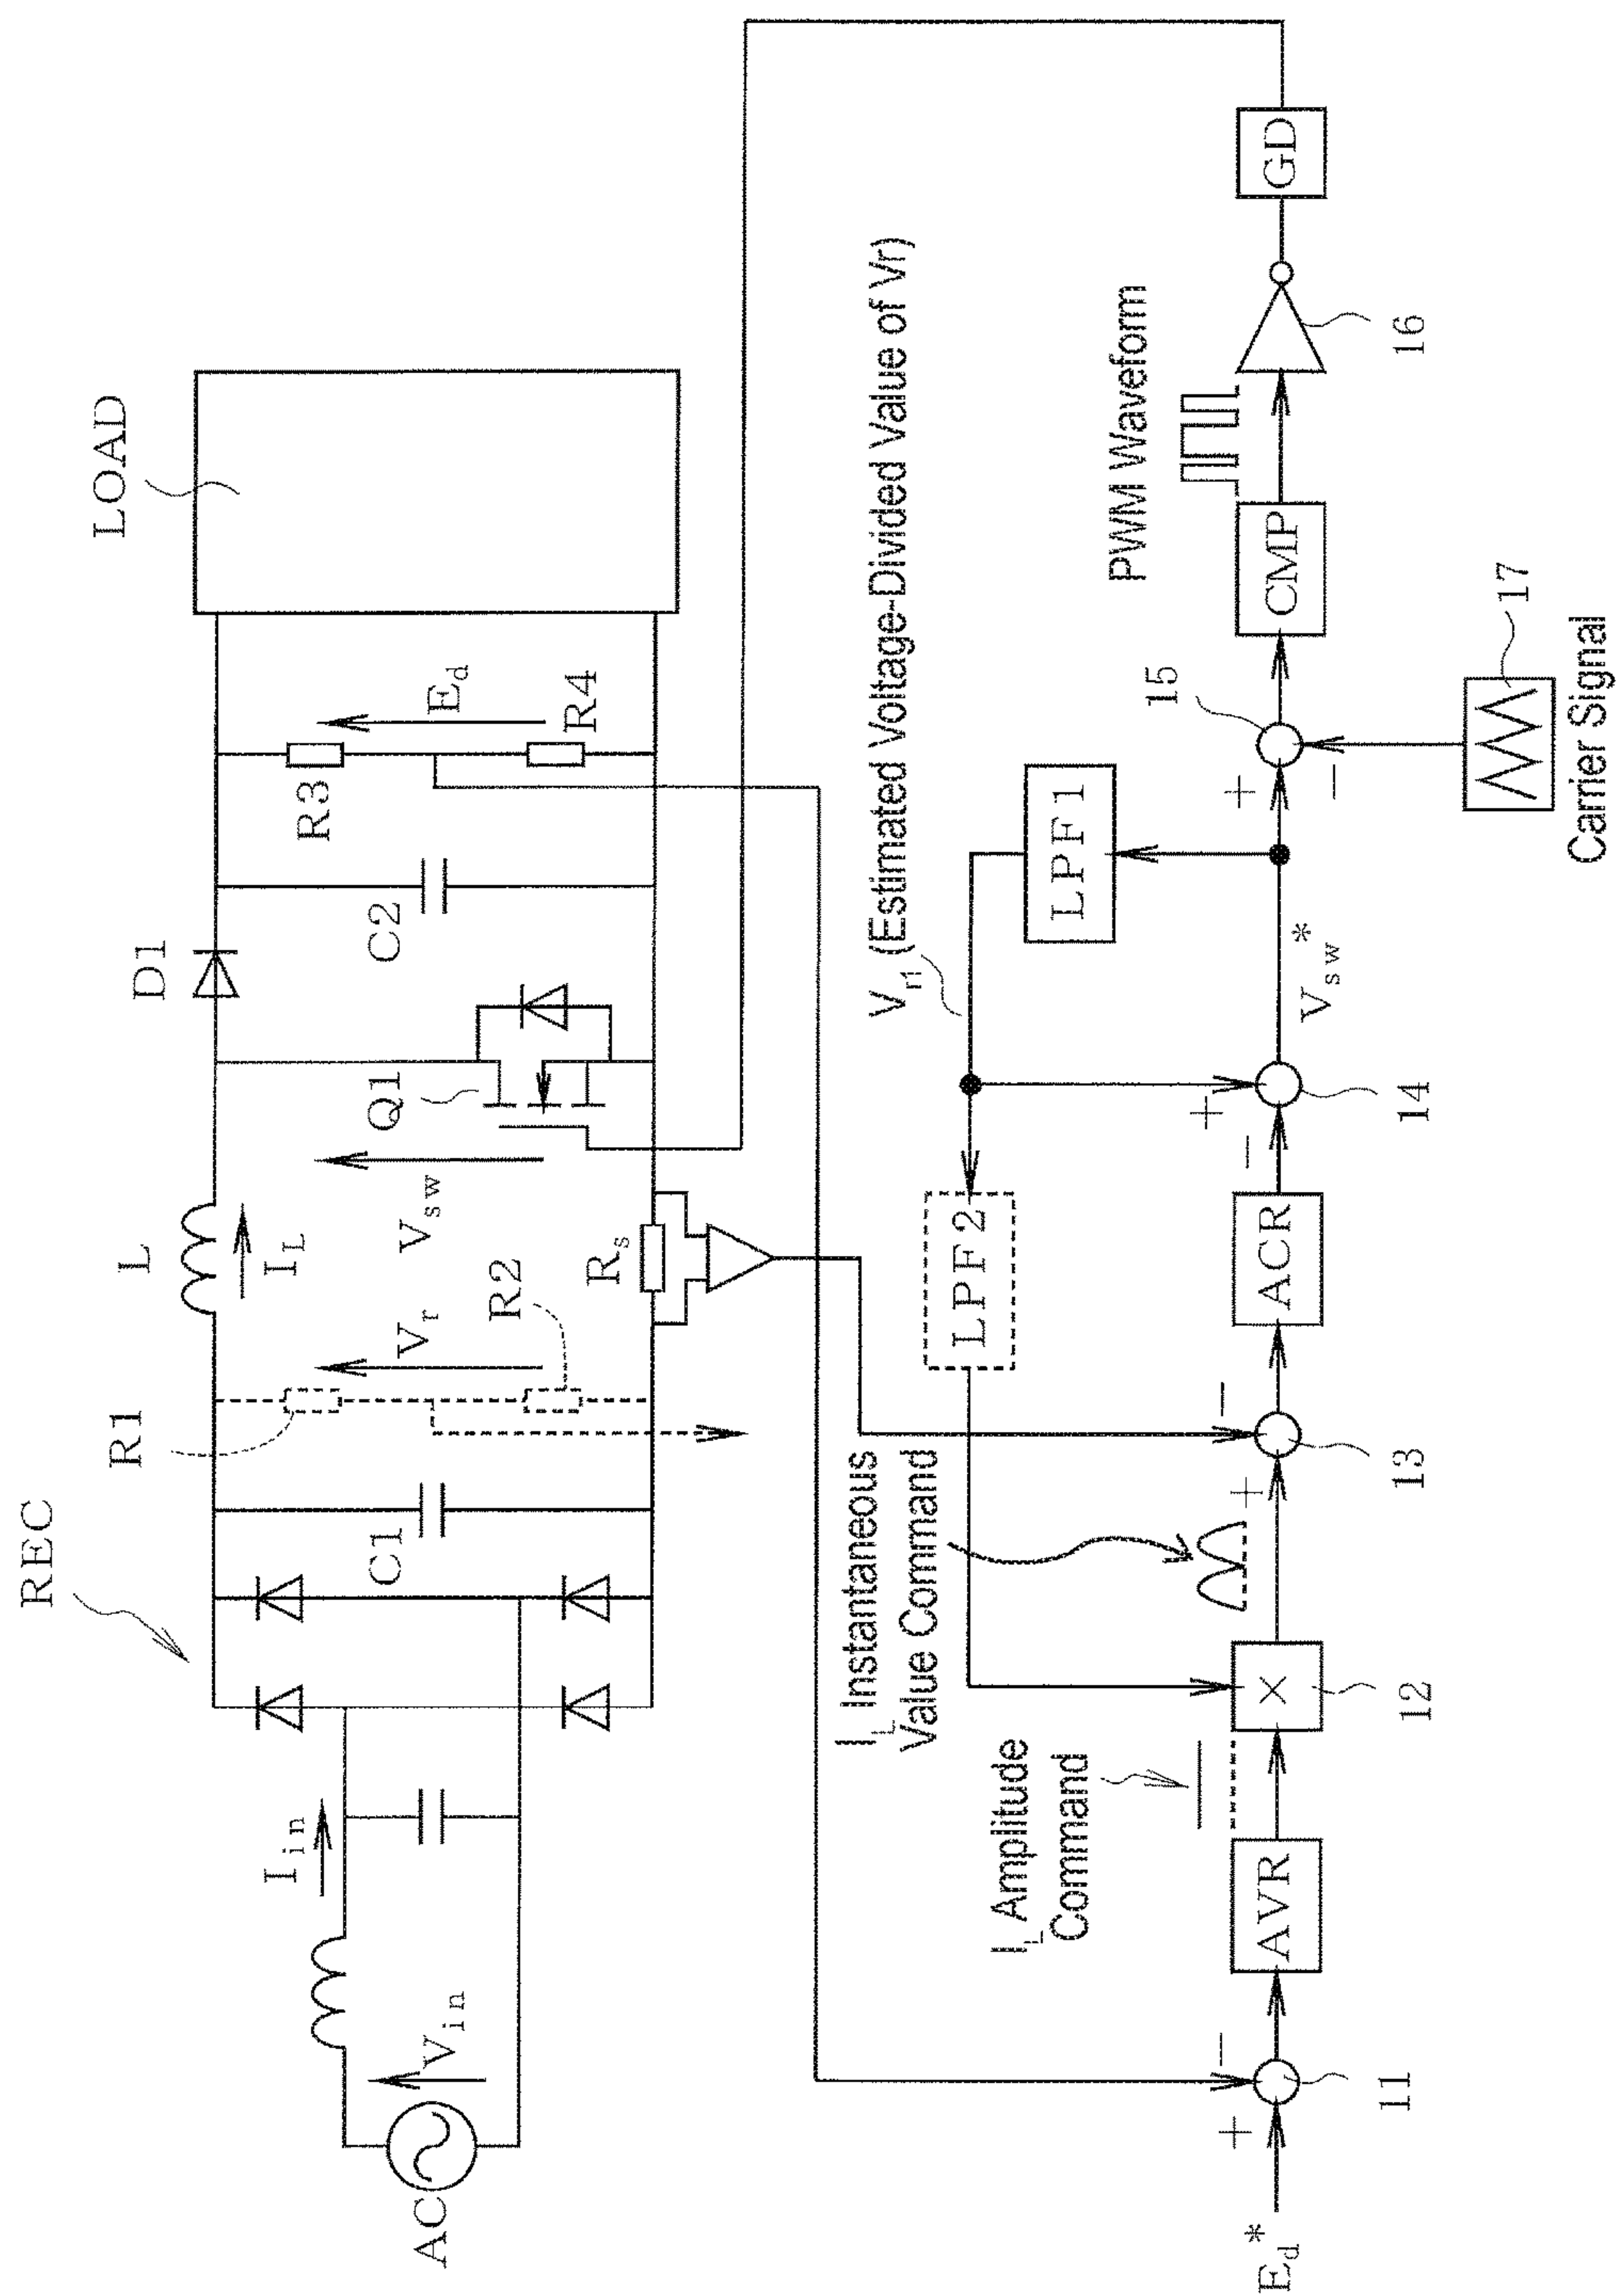 REC
R1
L
D1
LOAD
I_in
C1
V_r
I_L
V_sw
R2
Q1
C2
R3
E_d
R4
AC
V_in
R_s
I_L Instantaneous
Value Command
V_r1 (Estimated Voltage-Divided Value of Vr)
LPF2
LPF1
I_L Amplitude
Command
PWM Waveform
E_d*
+
−
AVR
×
+
−
ACR
−
+
V_sw*
+
−
CMP
GD
11
12
13
14
15
16
17
Carrier Signal